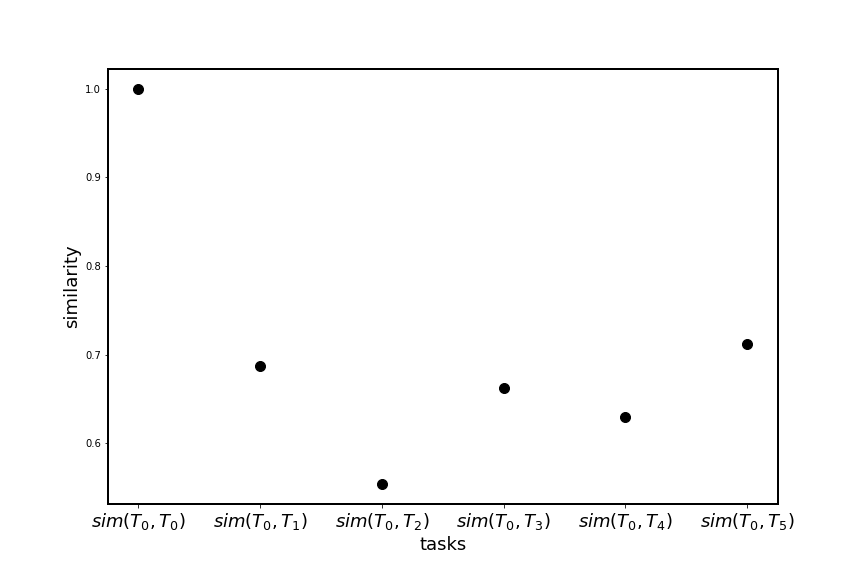 1.0
0.9
0.8
0.7
0.6
similarity
sim(T₀, T₀) sim(T₀, T₁) sim(T₀, T₂) sim(T₀, T₃) sim(T₀, T₄) sim(T₀, T₅)
tasks